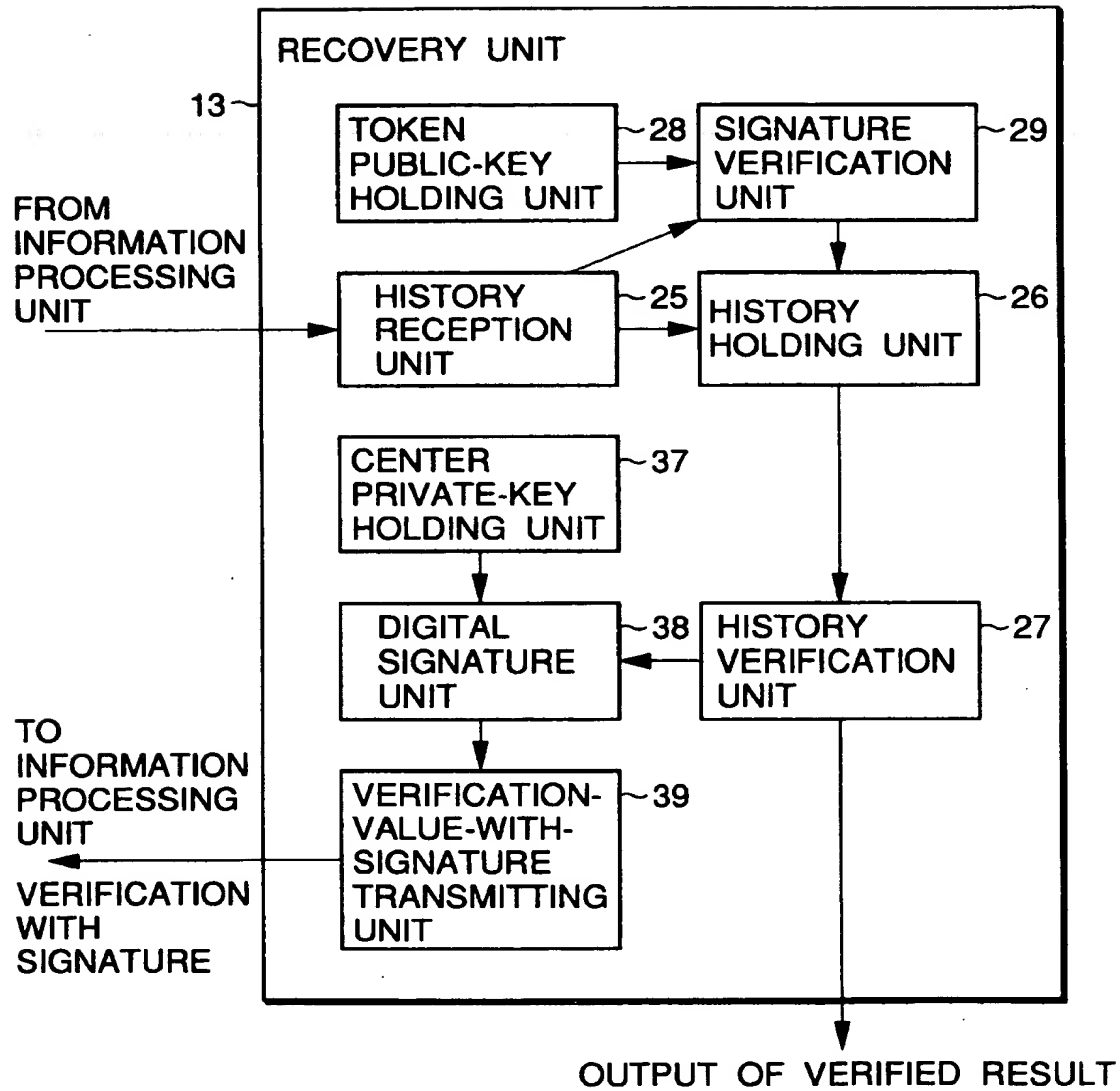 RECOVERY UNIT
13
TOKEN
PUBLIC-KEY
HOLDING UNIT
28
SIGNATURE
VERIFICATION
UNIT
29
FROM
INFORMATION
PROCESSING
UNIT
HISTORY
RECEPTION
UNIT
25
HISTORY
HOLDING UNIT
26
CENTER
PRIVATE-KEY
HOLDING UNIT
37
DIGITAL
SIGNATURE
UNIT
38
HISTORY
VERIFICATION
UNIT
27
TO
INFORMATION
PROCESSING
UNIT
VERIFICATION
WITH
SIGNATURE
VERIFICATION-
VALUE-WITH-
SIGNATURE
TRANSMITTING
UNIT
39
OUTPUT OF VERIFIED RESULT